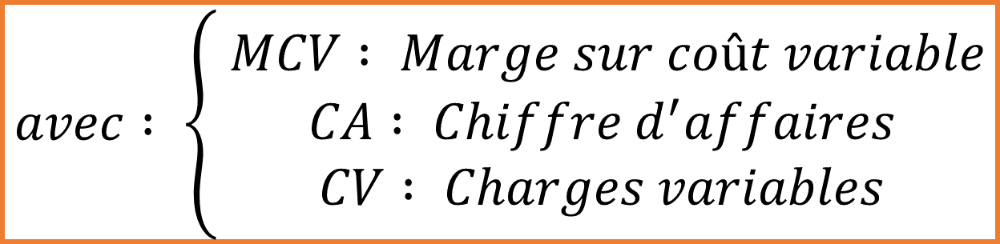 MCV : Marge sur coût variable
avec : CA : Chiffre d'affaires
CV : Charges variables